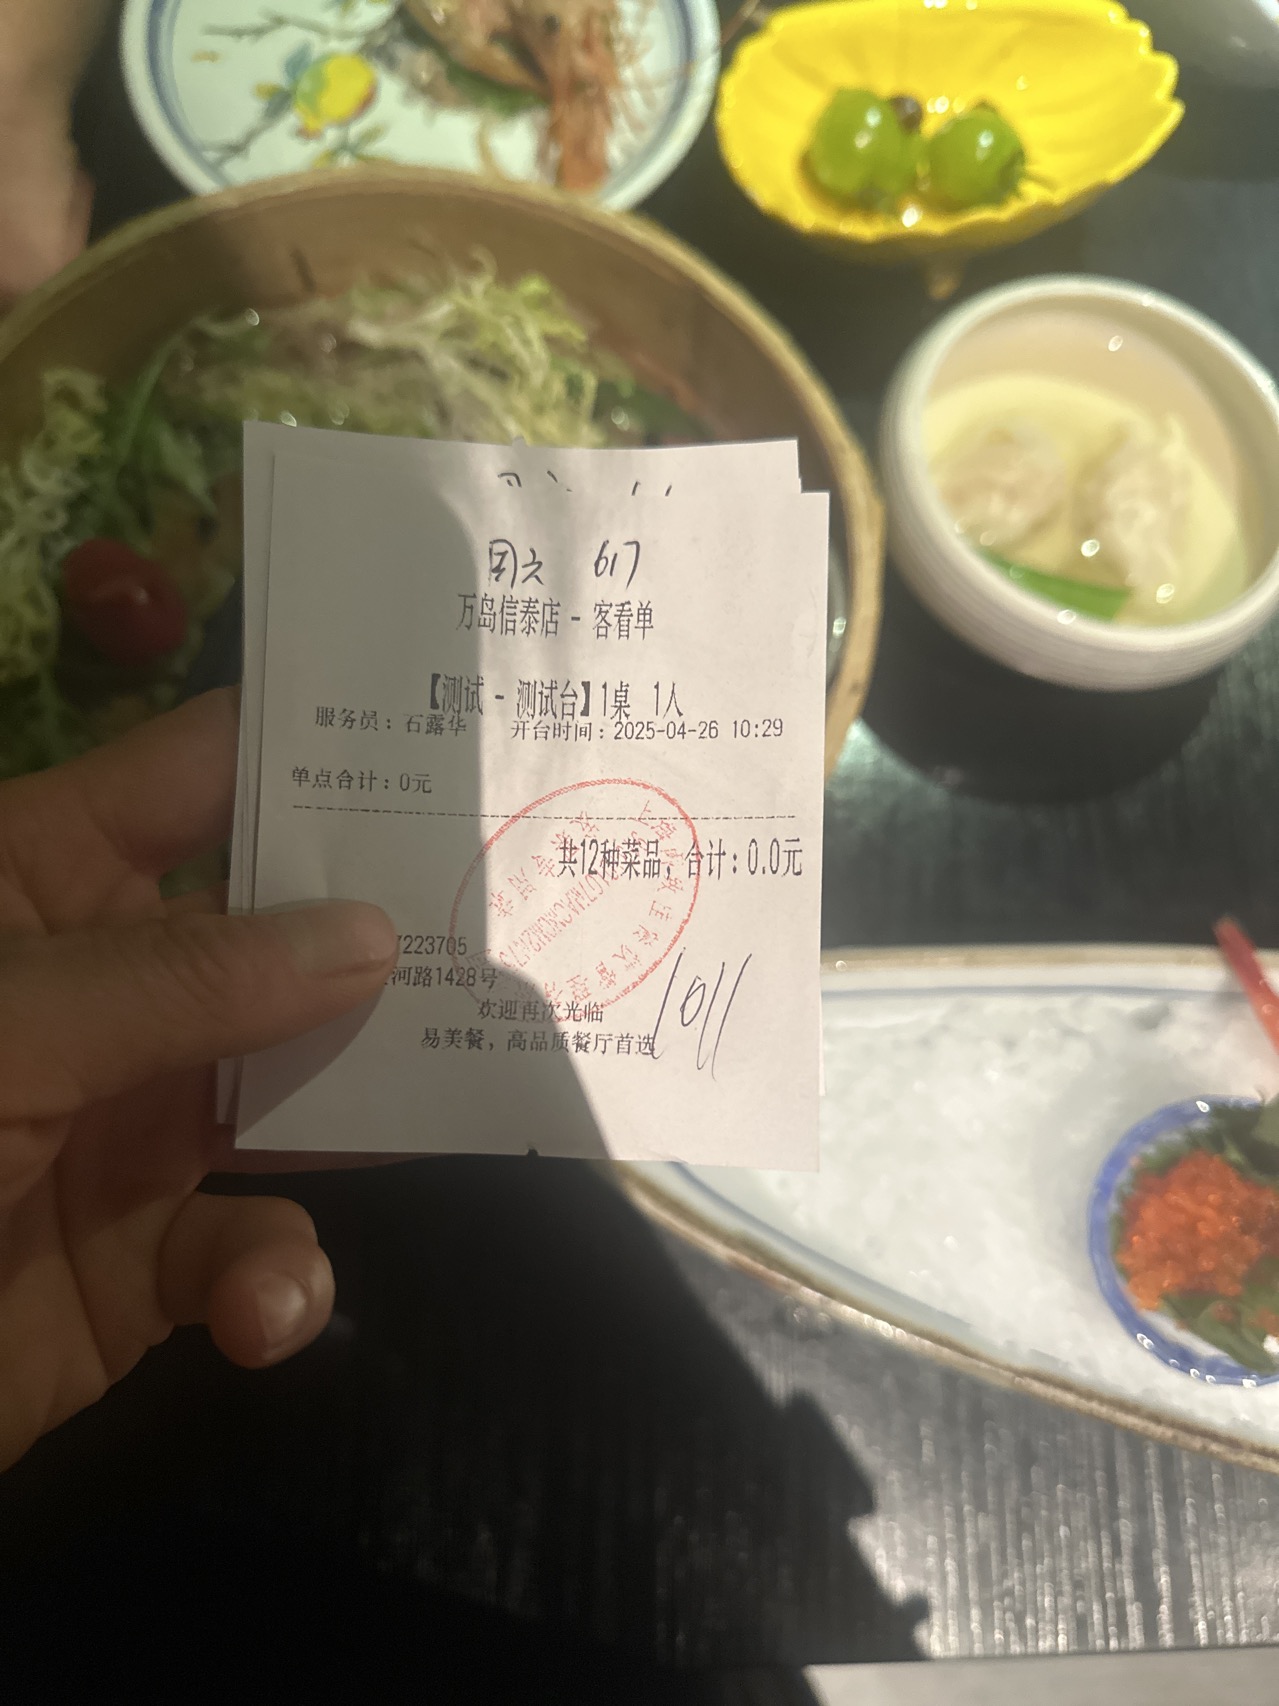 617
万岛信泰店 - 客看单
【测试 - 测试台】1桌 1人
服务员：石露华 开台时间：2025-04-26 10:29
单点合计：0元
共12种菜品，合计：0.0元
7223705
河路1428号
欢迎再次光临
易美餐，高品质餐厅首选